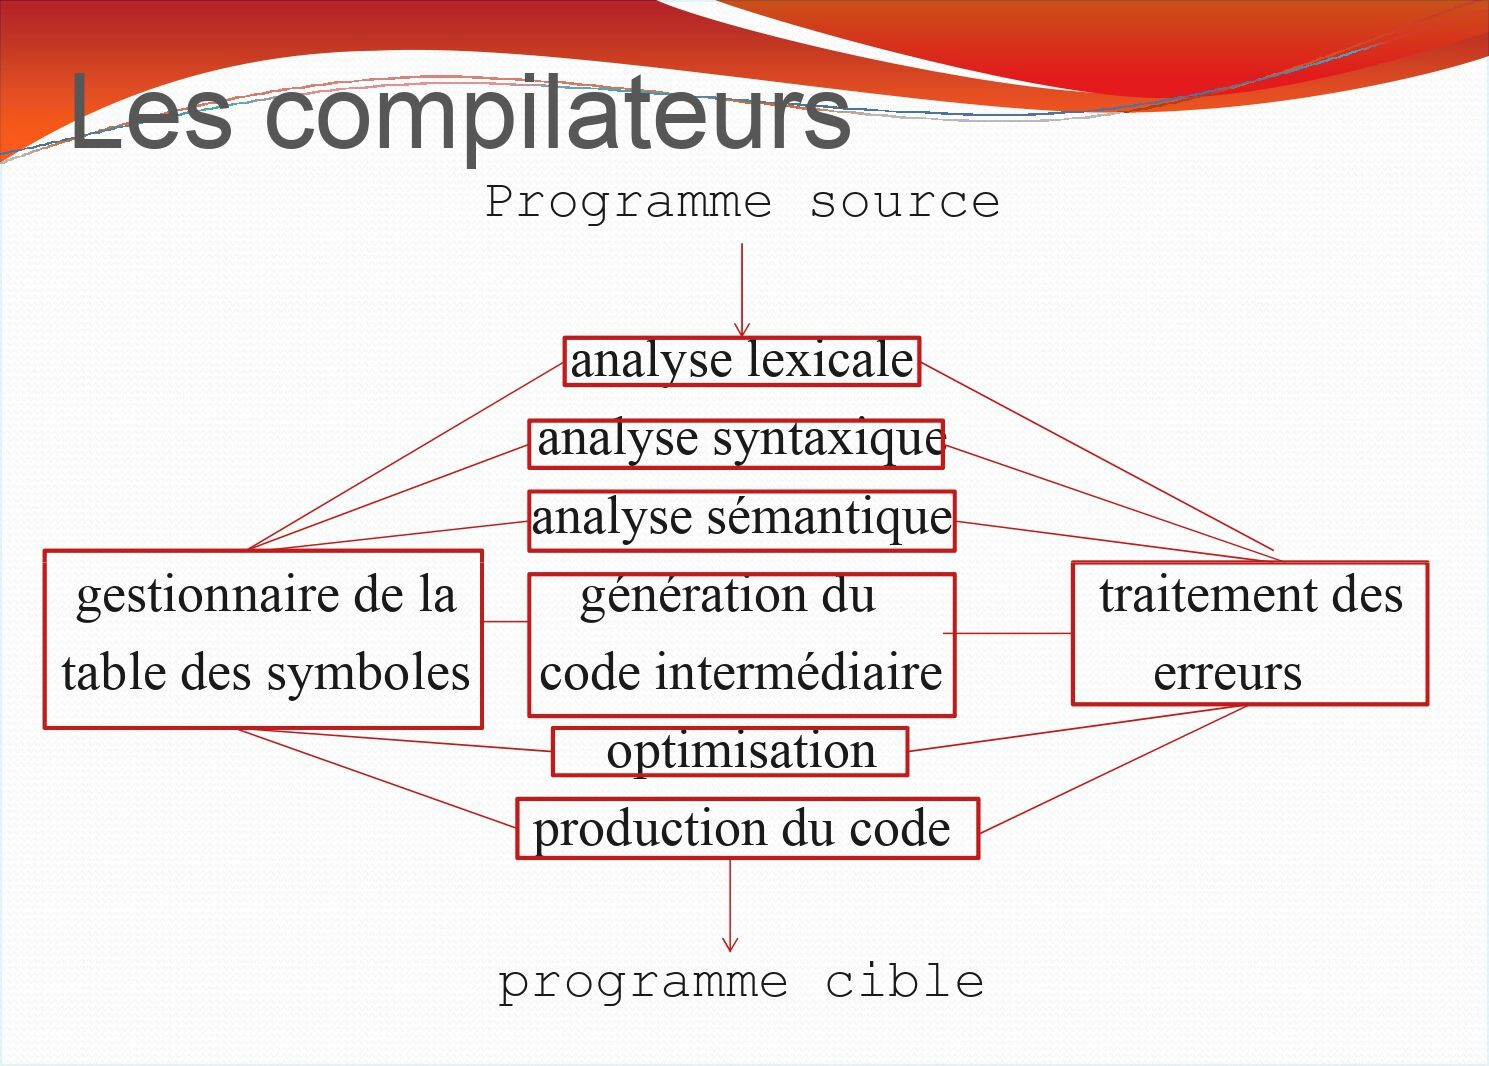 Les compilateurs
Programme source
analyse lexicale
analyse syntaxique
analyse sémantique
gestionnaire de la
table des symboles
génération du
code intermédiaire
traitement des
erreurs
optimisation
production du code
programme cible